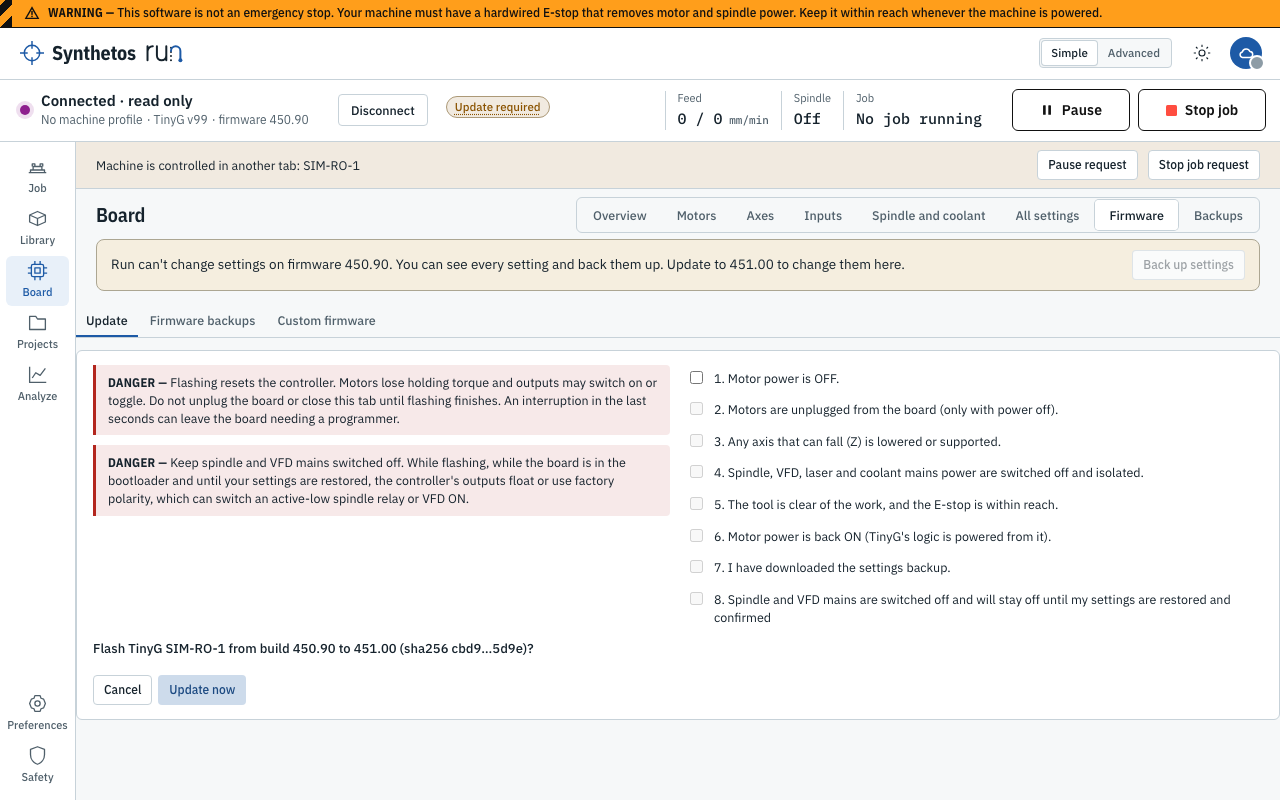 WARNING — This software is not an emergency stop. Your machine must have a hardwired E-stop that removes motor and spindle power. Keep it within reach whenever the machine is powered.
Synthetos run
Simple
Advanced
Connected · read only
No machine profile · TinyG v99 · firmware 450.90
Disconnect
Update required
Feed
0 / 0 mm/min
Spindle
Off
Job
No job running
Pause
Stop job
Machine is controlled in another tab: SIM-RO-1
Pause request
Stop job request
Job
Library
Board
Projects
Analyze
Preferences
Safety
Board
Overview
Motors
Axes
Inputs
Spindle and coolant
All settings
Firmware
Backups
Run can't change settings on firmware 450.90. You can see every setting and back them up. Update to 451.00 to change them here.
Back up settings
Update
Firmware backups
Custom firmware
DANGER — Flashing resets the controller. Motors lose holding torque and outputs may switch on or
toggle. Do not unplug the board or close this tab until flashing finishes. An interruption in the last
seconds can leave the board needing a programmer.
DANGER — Keep spindle and VFD mains switched off. While flashing, while the board is in the
bootloader and until your settings are restored, the controller's outputs float or use factory
polarity, which can switch an active-low spindle relay or VFD ON.
1. Motor power is OFF.
2. Motors are unplugged from the board (only with power off).
3. Any axis that can fall (Z) is lowered or supported.
4. Spindle, VFD, laser and coolant mains power are switched off and isolated.
5. The tool is clear of the work, and the E-stop is within reach.
6. Motor power is back ON (TinyG's logic is powered from it).
7. I have downloaded the settings backup.
8. Spindle and VFD mains are switched off and will stay off until my settings are restored and
confirmed
Flash TinyG SIM-RO-1 from build 450.90 to 451.00 (sha256 cbd9…5d9e)?
Cancel
Update now